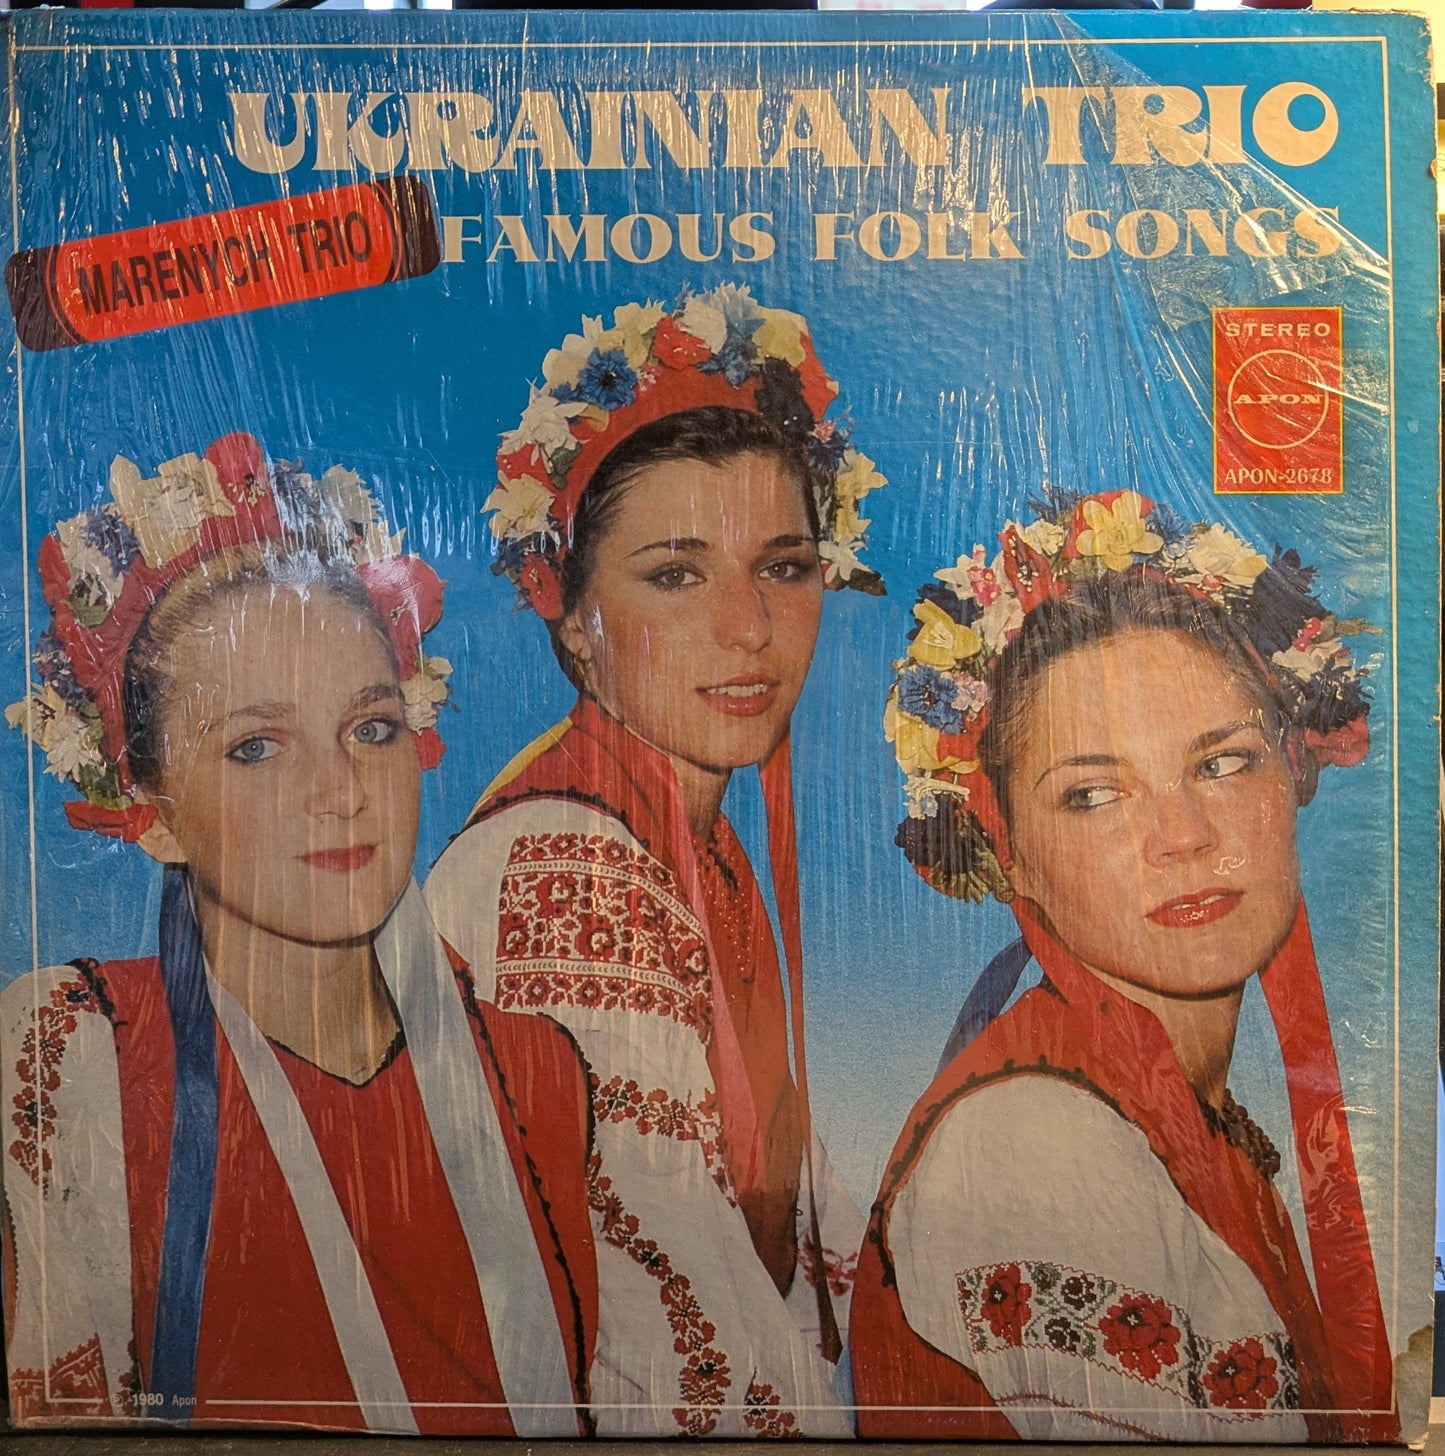 UKRAINIAN TRIO
MARENYCH TRIO
FAMOUS FOLK SONGS
STEREO
APON
APON-2678
℗ -1980 Apon